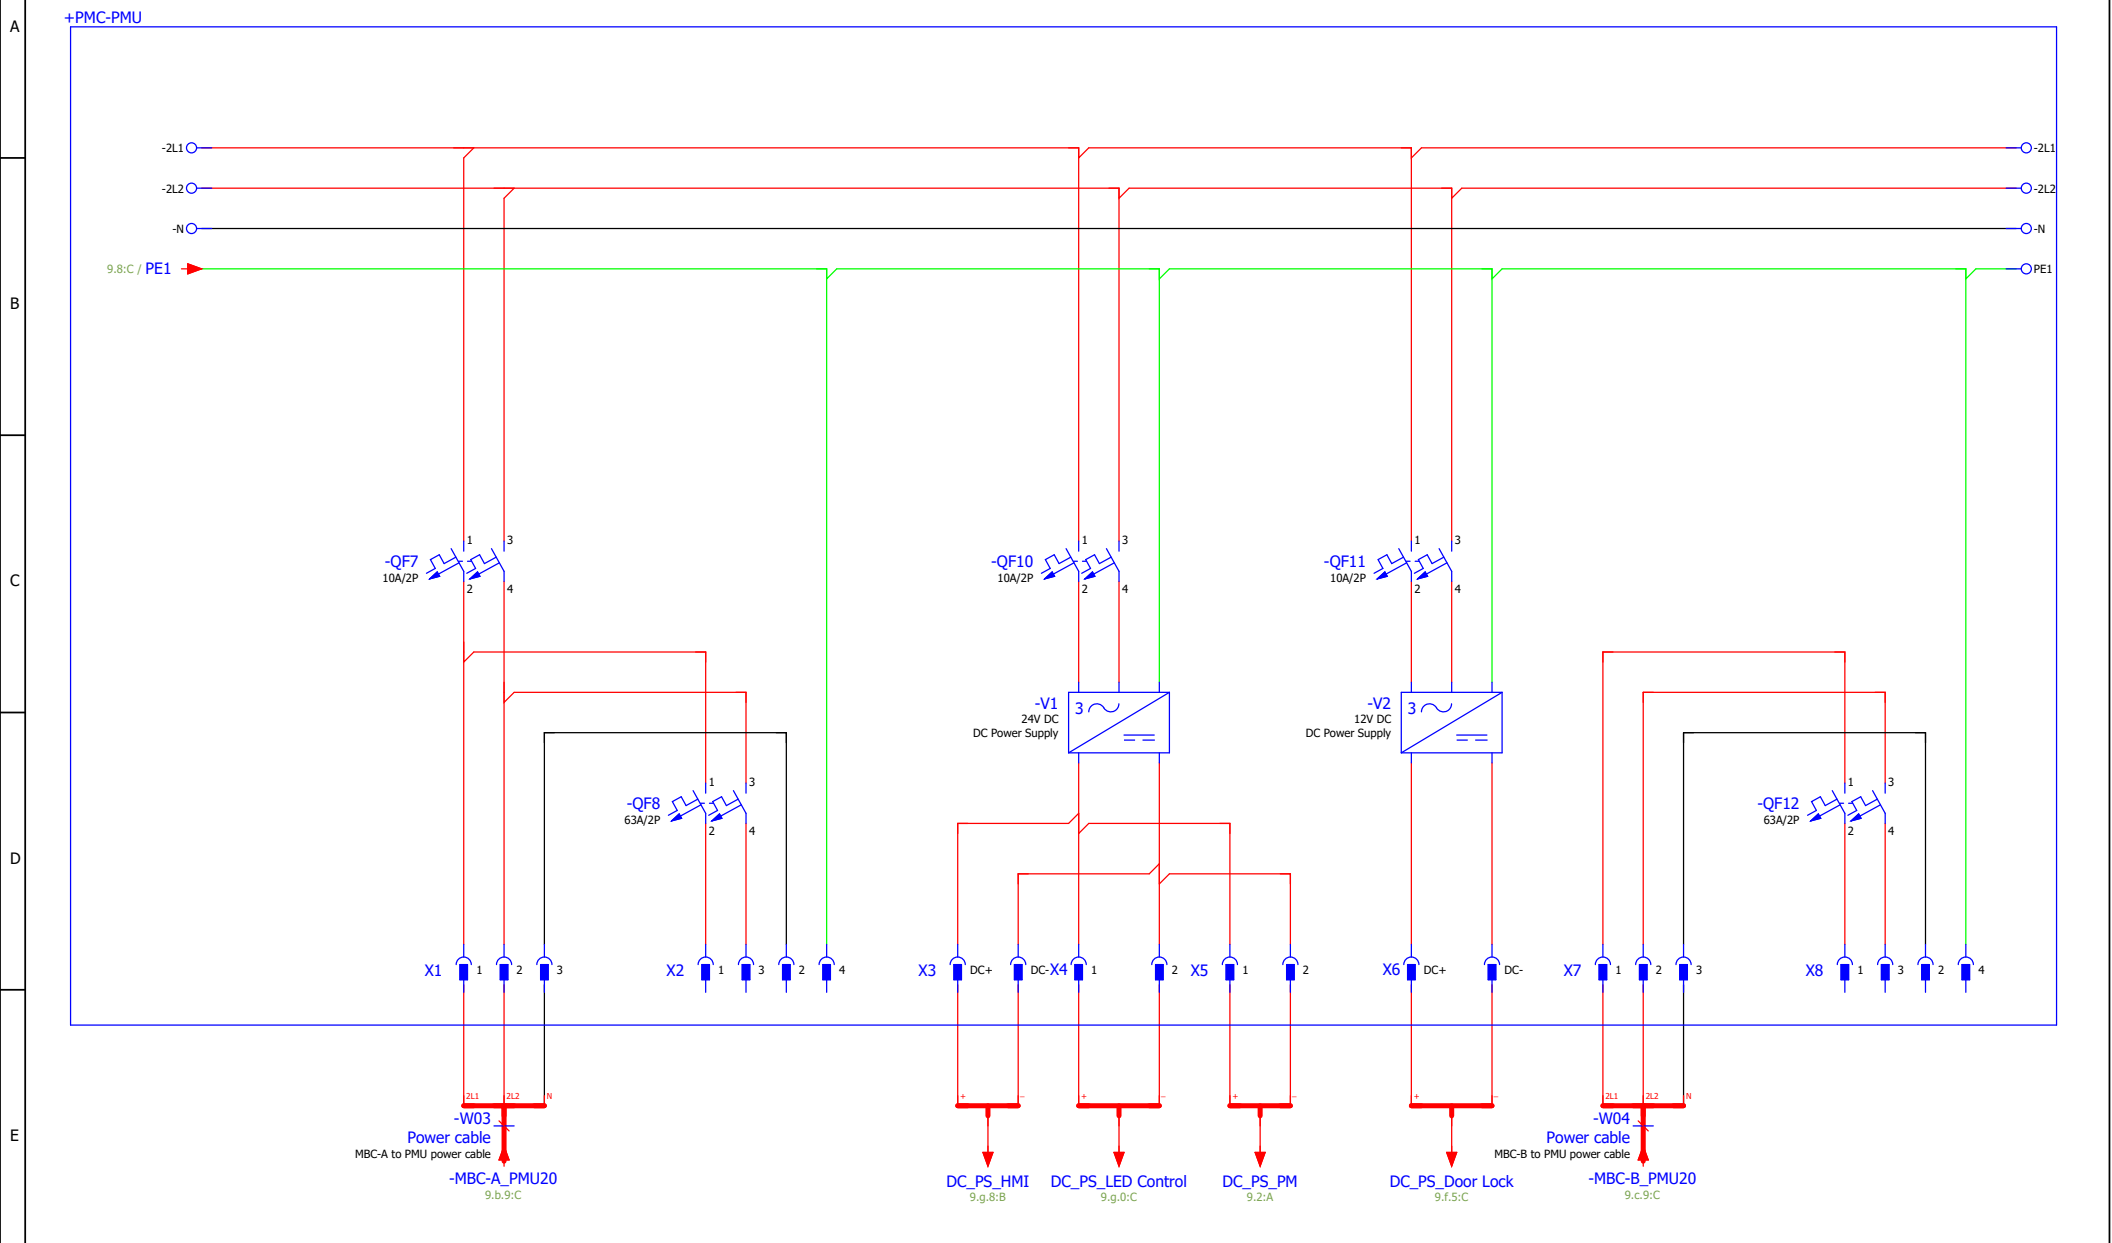 A
+PMC-PMU
-2L1
-2L1
-2L2
-2L2
-N
-N
9.8:C / PE1
PE1
B
1 3
-QF7
10A/2P
2 4
1 3
-QF10
10A/2P
2 4
1 3
-QF11
10A/2P
2 4
C
-V1
24V DC
DC Power Supply
3
-V2
12V DC
DC Power Supply
3
1 3
-QF8
63A/2P
2 4
1 3
-QF12
63A/2P
2 4
D
X1 1 2 3
X2 1 3 2 4
X3 DC+ DC-
X4 1 2
X5 1 2
X6 DC+ DC-
X7 1 2 3
X8 1 3 2 4
2L1 2L2 N
+ -
+ -
+ -
+ -
2L1 2L2 N
E
-W03
Power cable
MBC-A to PMU power cable
-MBC-A_PMU20
9.b.9:C
DC_PS_HMI
9.g.8:B
DC_PS_LED Control
9.g.0:C
DC_PS_PM
9.2:A
DC_PS_Door Lock
9.f.5:C
-W04
Power cable
MBC-B to PMU power cable
-MBC-B_PMU20
9.c.9:C